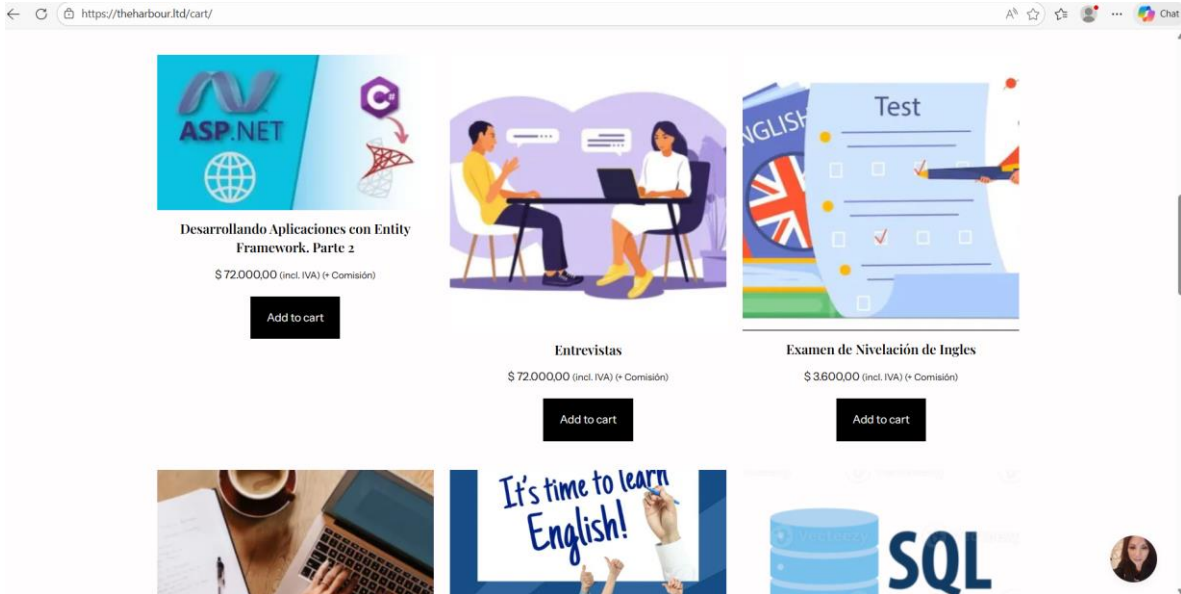 https://theharbour.ltd/cart/
Chat
ASP.NET
C#
Desarrollando Aplicaciones con Entity
Framework. Parte 2
$ 72.000,00 (incl. IVA) (+ Comisión)
Add to cart
Entrevistas
$ 72.000,00 (incl. IVA) (+ Comisión)
Add to cart
NGLISH
Test
Examen de Nivelación de Ingles
$ 3.600,00 (incl. IVA) (+ Comisión)
Add to cart
It's time to learn
English!
vecteezy
SQL